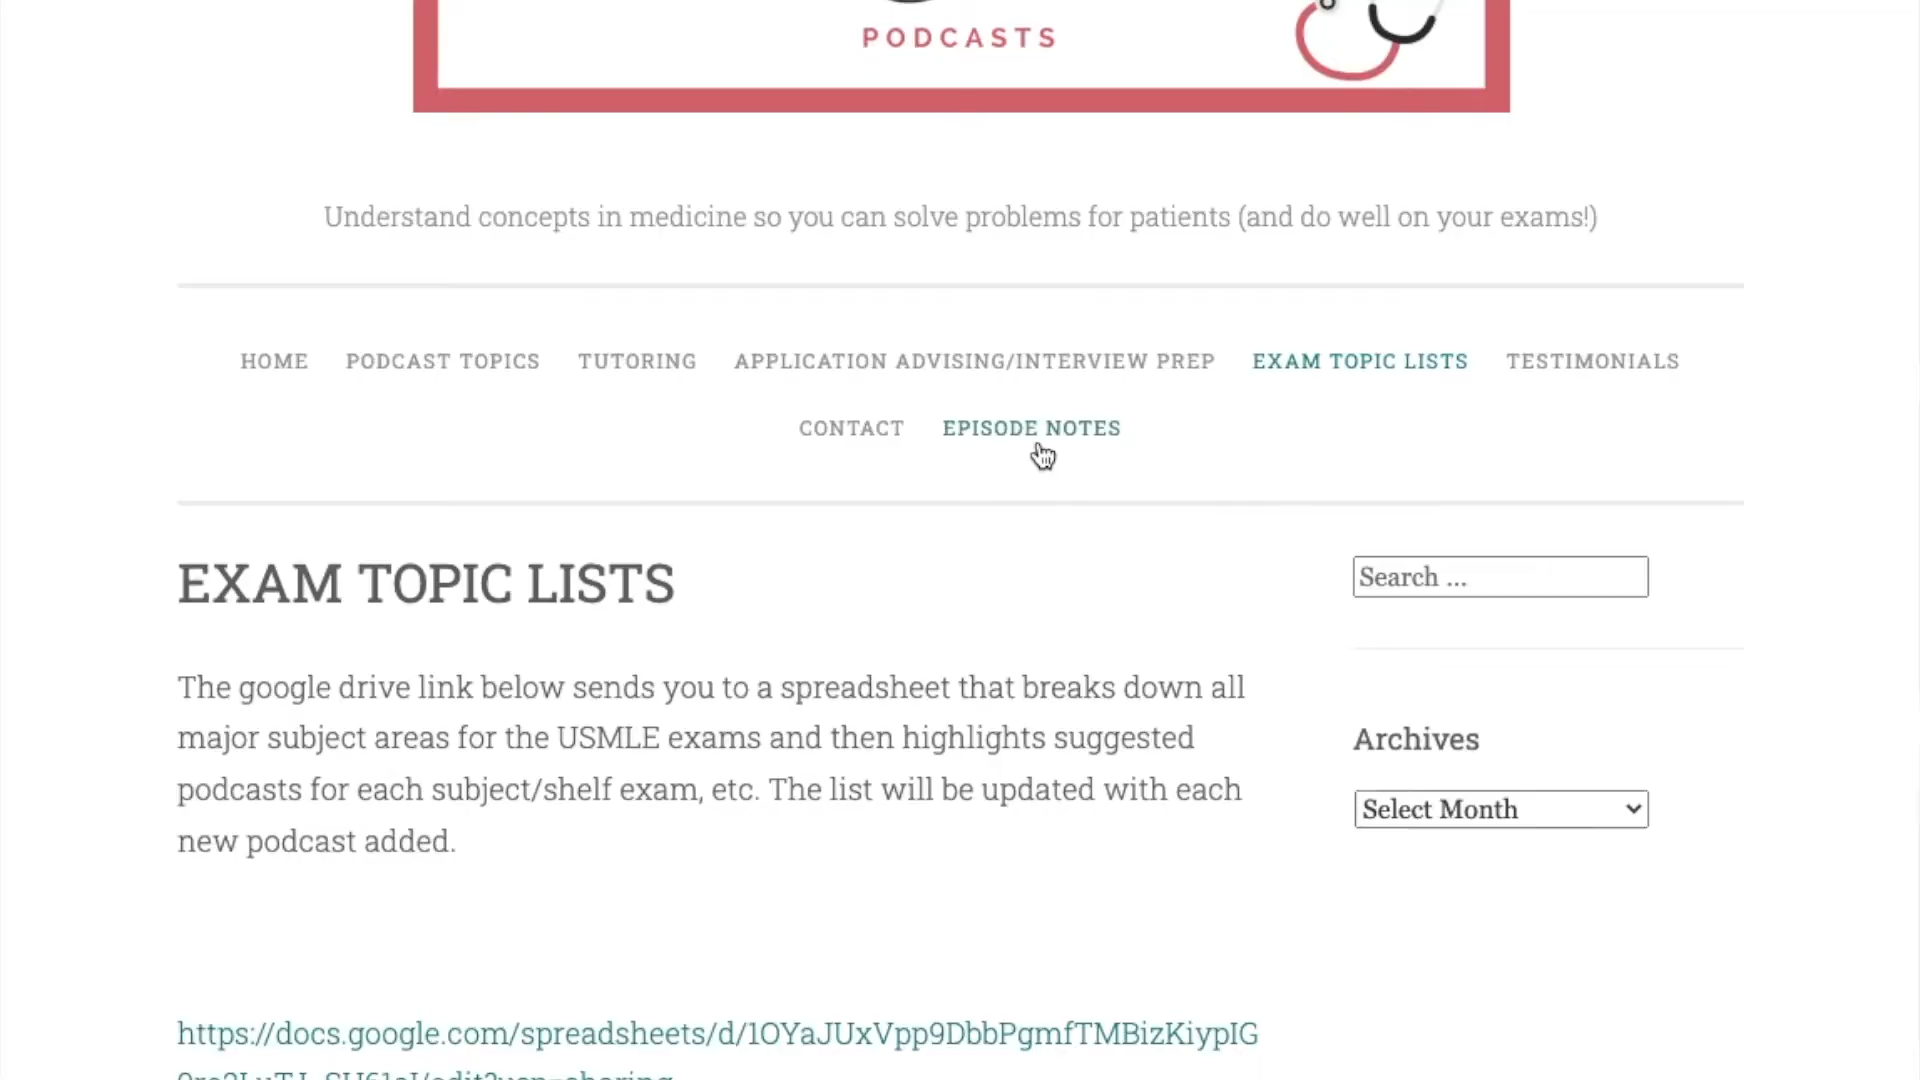 PODCASTS
Understand concepts in medicine so you can solve problems for patients (and do well on your exams!)
HOME PODCAST TOPICS TUTORING APPLICATION ADVISING/INTERVIEW PREP EXAM TOPIC LISTS TESTIMONIALS
CONTACT EPISODE NOTES
EXAM TOPIC LISTS
The google drive link below sends you to a spreadsheet that breaks down all
major subject areas for the USMLE exams and then highlights suggested
podcasts for each subject/shelf exam, etc. The list will be updated with each
new podcast added.
https://docs.google.com/spreadsheets/d/1OYaJUxVpp9DbbPgmfTMBizKiypIG
Search ...
Archives
Select Month